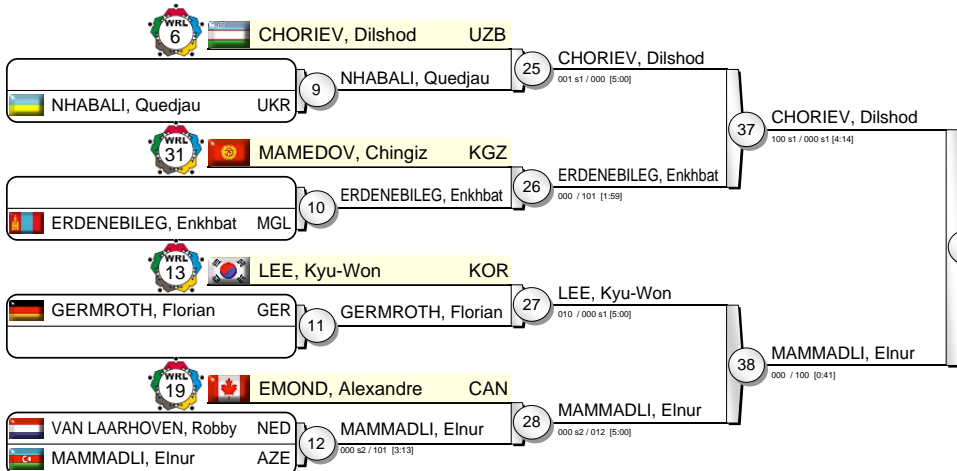 WRL 6 CHORIEV, Dilshod UZB
NHABALI, Quedjau UKR
9 NHABALI, Quedjau
25 CHORIEV, Dilshod
001 s1 / 000 [5:00]
WRL 31 MAMEDOV, Chingiz KGZ
ERDENEBILEG, Enkhbat MGL
10 ERDENEBILEG, Enkhbat
26 ERDENEBILEG, Enkhbat
000 / 101 [1:59]
37 CHORIEV, Dilshod
100 s1 / 000 s1 [4:14]
WRL 13 LEE, Kyu-Won KOR
GERMROTH, Florian GER
11 GERMROTH, Florian
27 LEE, Kyu-Won
010 / 000 s1 [5:00]
WRL 19 EMOND, Alexandre CAN
VAN LAARHOVEN, Robby NED
MAMMADLI, Elnur AZE
12 MAMMADLI, Elnur
000 s2 / 101 [3:13]
28 MAMMADLI, Elnur
000 s2 / 012 [5:00]
38 MAMMADLI, Elnur
000 / 100 [0:41]